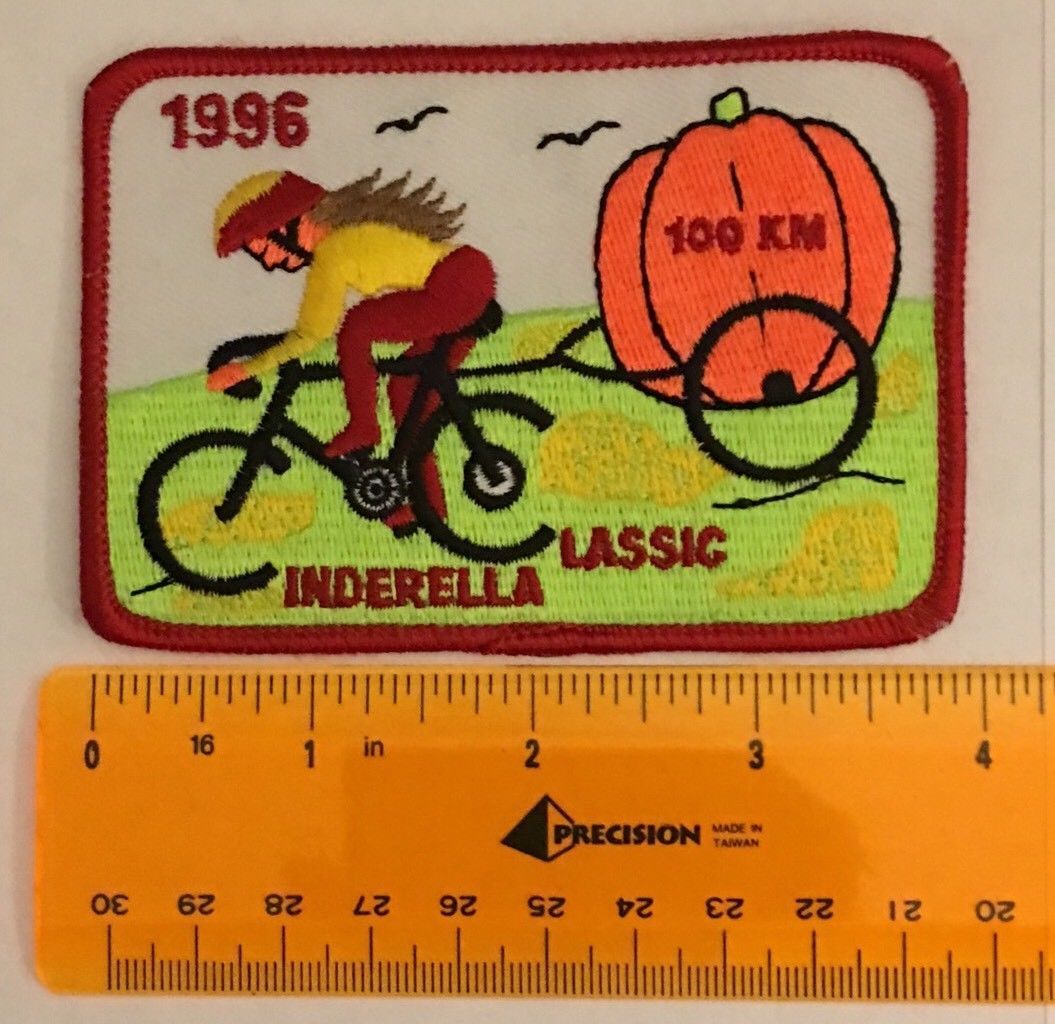 1996
100 KM
CINDERELLA
CLASSIC
0 16 1 in 2 3 4
PRECISION MADE IN
TAIWAN
30 29 28 27 26 25 24 23 22 21 20